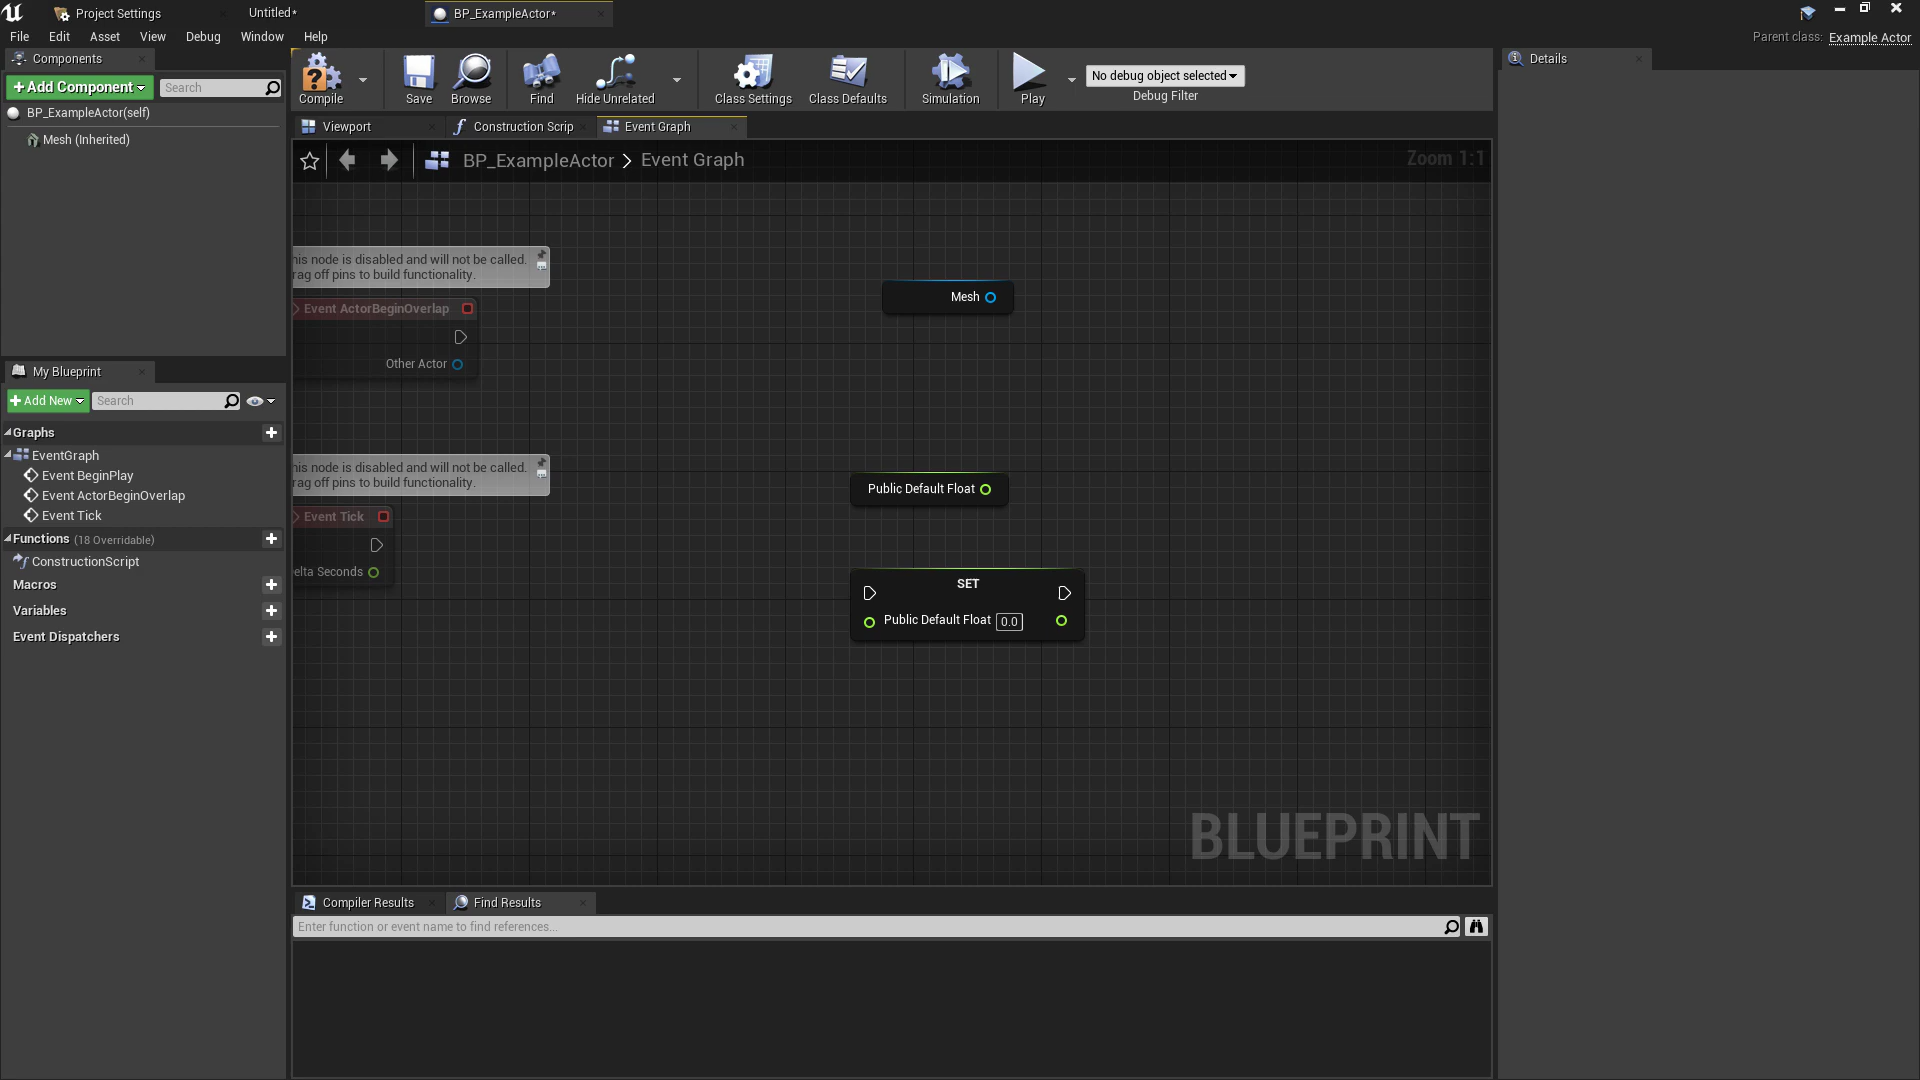 Project Settings
Untitled*
BP_ExampleActor*
File Edit Asset View Debug Window Help
Parent class: Example Actor
Components
+Add Component
Search
BP_ExampleActor(self)
Mesh (Inherited)
My Blueprint
+Add New
Search
Graphs
EventGraph
Event BeginPlay
Event ActorBeginOverlap
Event Tick
Functions (18 Overridable)
ConstructionScript
Macros
Variables
Event Dispatchers
Compile
Save
Browse
Find
Hide Unrelated
Class Settings
Class Defaults
Simulation
Play
No debug object selected
Debug Filter
Viewport
Construction Scrip
Event Graph
BP_ExampleActor > Event Graph
Zoom 1:1
his node is disabled and will not be called.
rag off pins to build functionality.
Event ActorBeginOverlap
Other Actor
his node is disabled and will not be called.
rag off pins to build functionality.
Event Tick
elta Seconds
Mesh
Public Default Float
SET
Public Default Float 0.0
BLUEPRINT
Compiler Results
Find Results
Enter function or event name to find references...
Details